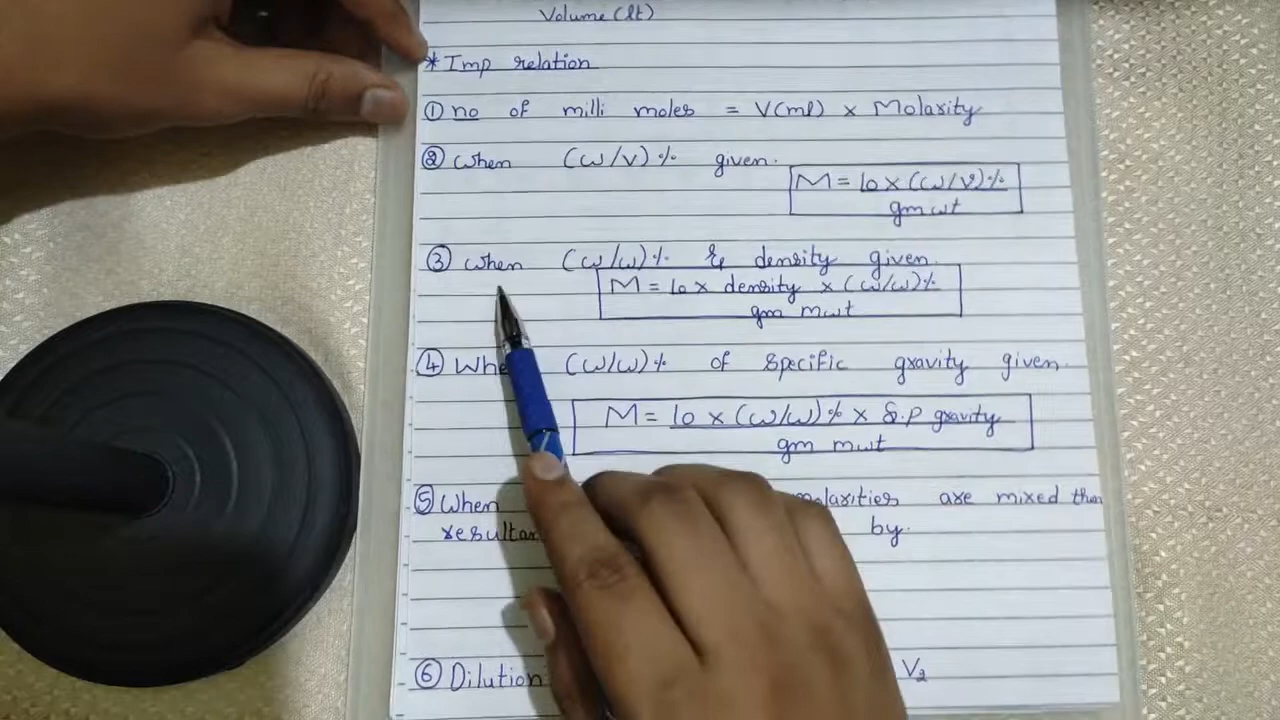 Volume (lt)
* Imp relation
① no of milli moles = V(ml) x Molarity
② when (w/v)% given.
M = 10 x (w/v)%
gm wt
③ when (w/w)% & density given.
M = 10 x density x (w/w)%
gm mwt
④ (w/w)% of specific gravity given.
M = 10 x (w/w)% x S.P gravity
gm mwt
⑤ When molarities are mixed then
by.
⑥ Dilution V₂